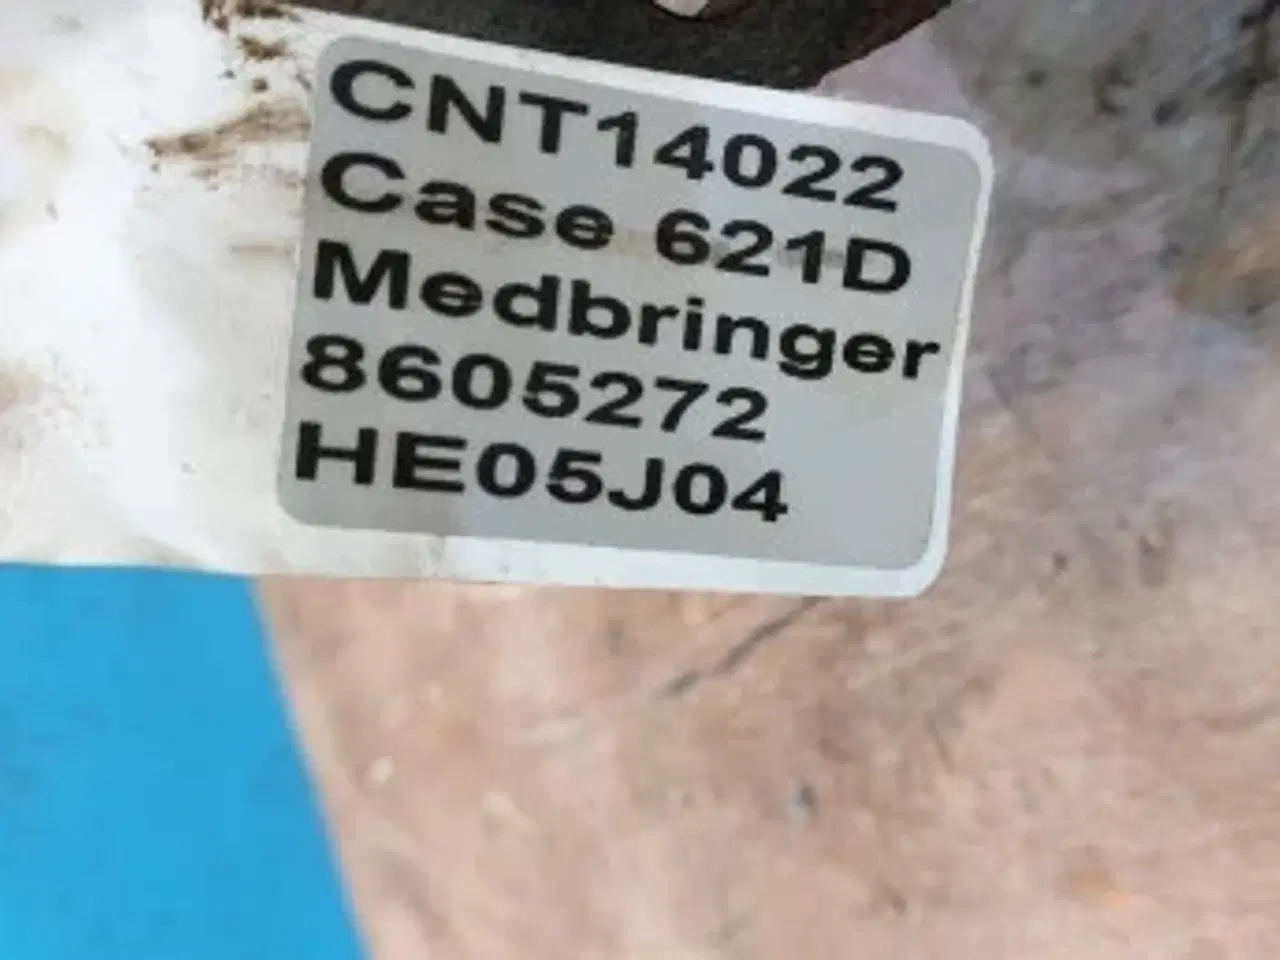 CNT14022
Case 621D
Medbringer
8605272
HE05J04